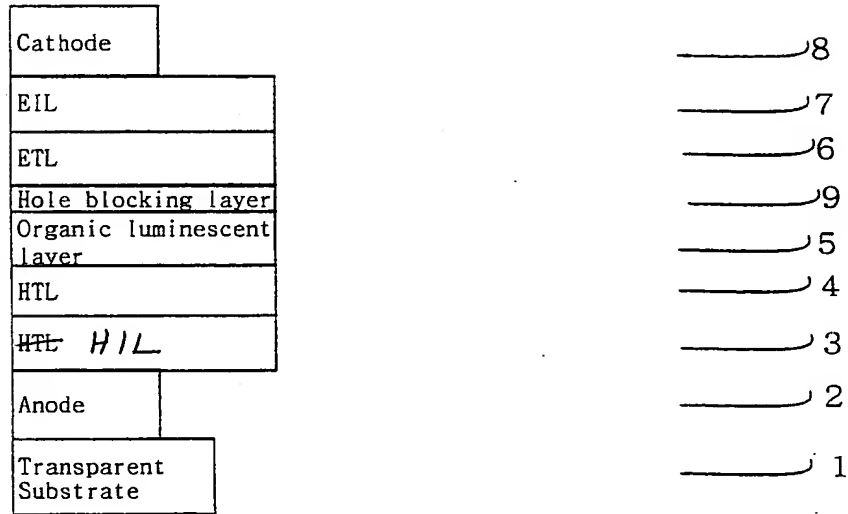 Cathode 8
EIL 7
ETL 6
Hole blocking layer 9
Organic luminescent
layer 5
HTL 4
HTL HIL 3
Anode 2
Transparent
Substrate 1